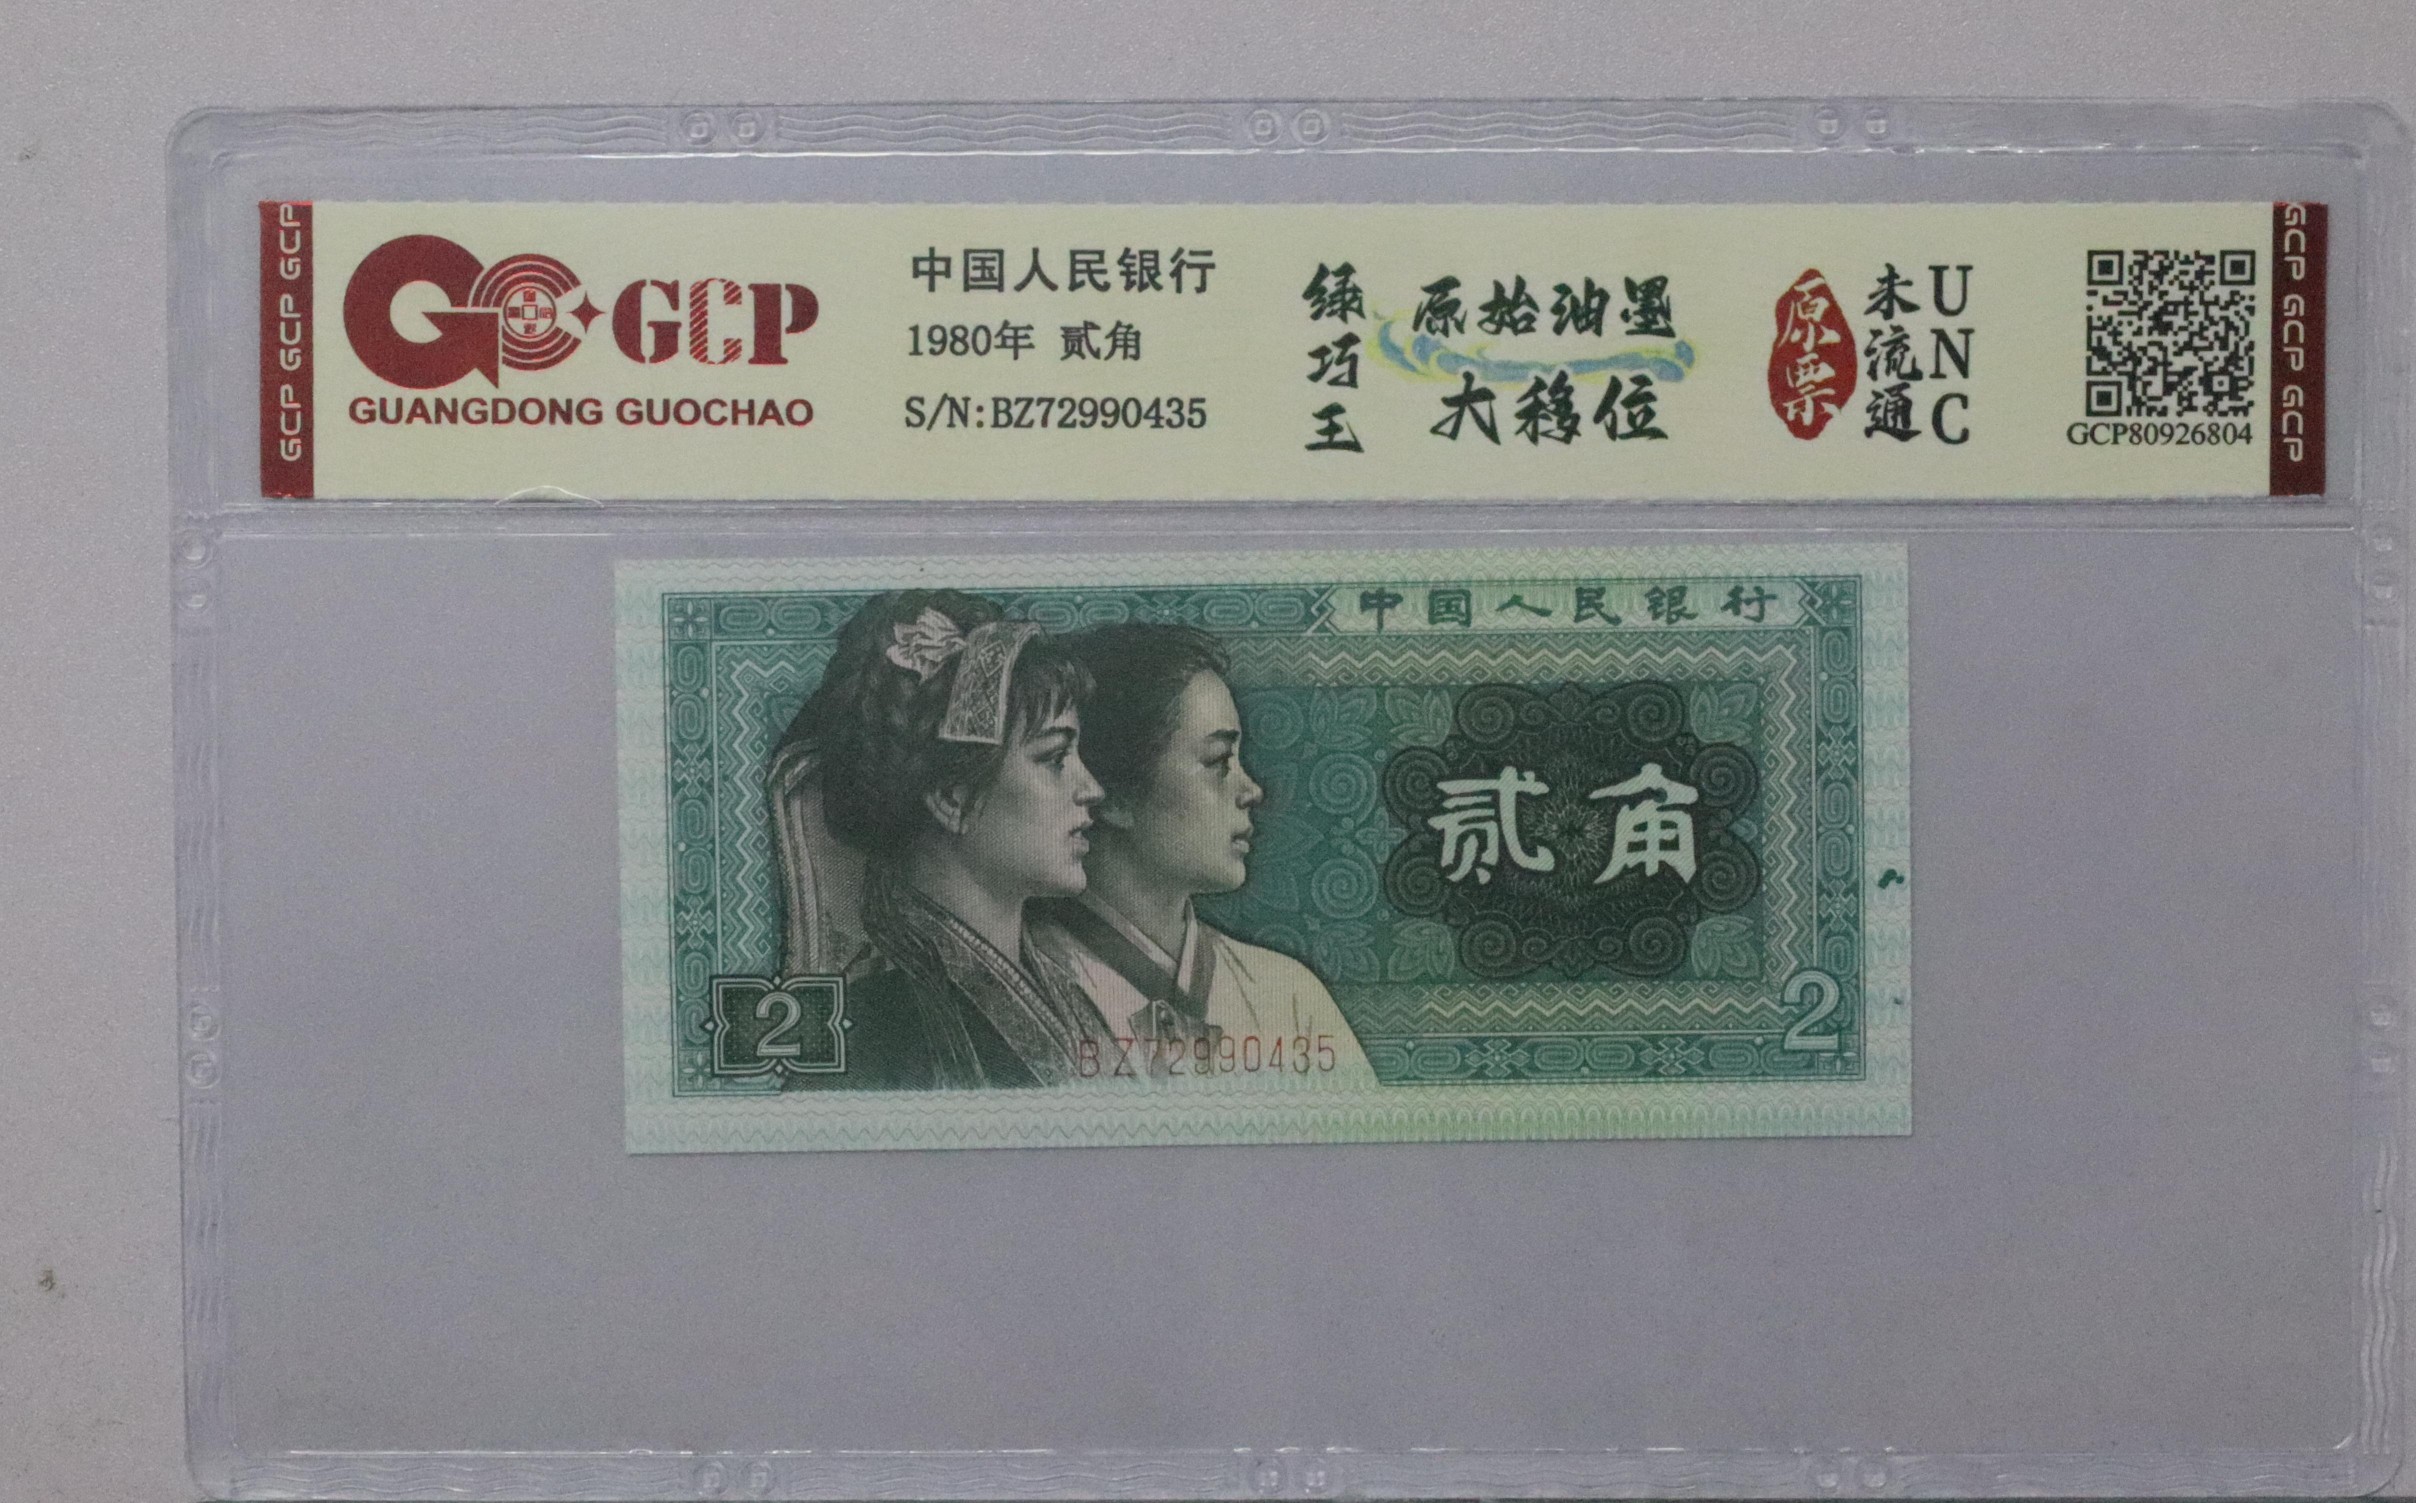 GCP GCP GCP
GCP
GUANGDONG GUOCHAO
中国人民银行
1980年 贰角
S/N:BZ72990435
绿巧王
原始油墨
大移位
原票
未流通
UNC
GCP80926804
GCP GCP GCP
中国人民银行
贰角
2
2
BZ72990435